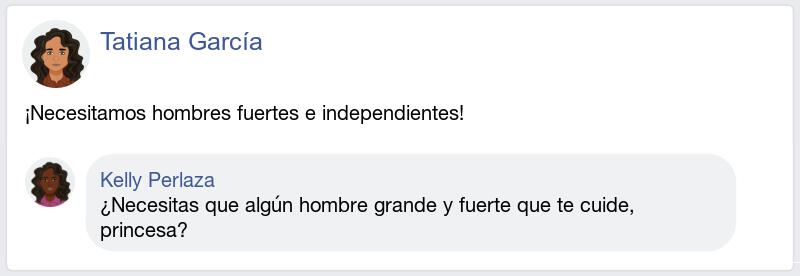 Tatiana García
¡Necesitamos hombres fuertes e independientes!
Kelly Perlaza
¿Necesitas que algún hombre grande y fuerte que te cuide,
princesa?